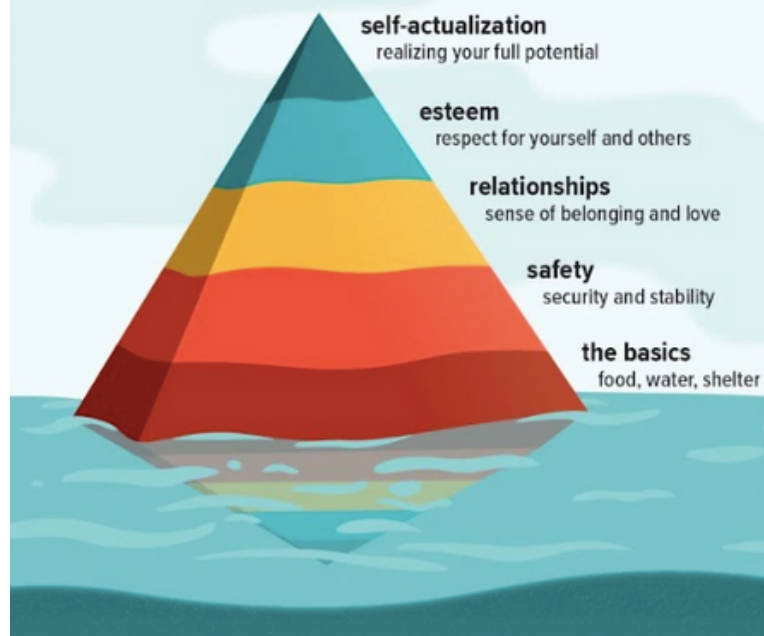 self-actualization
realizing your full potential
esteem
respect for yourself and others
relationships
sense of belonging and love
safety
security and stability
the basics
food, water, shelter